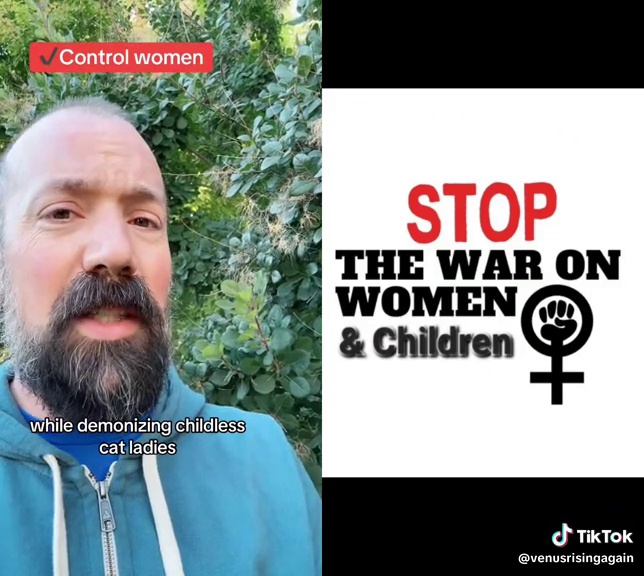 ✔Control women
while demonizing childless
cat ladies
STOP
THE WAR ON
WOMEN
& Children
TikTok
@venusrisingagain